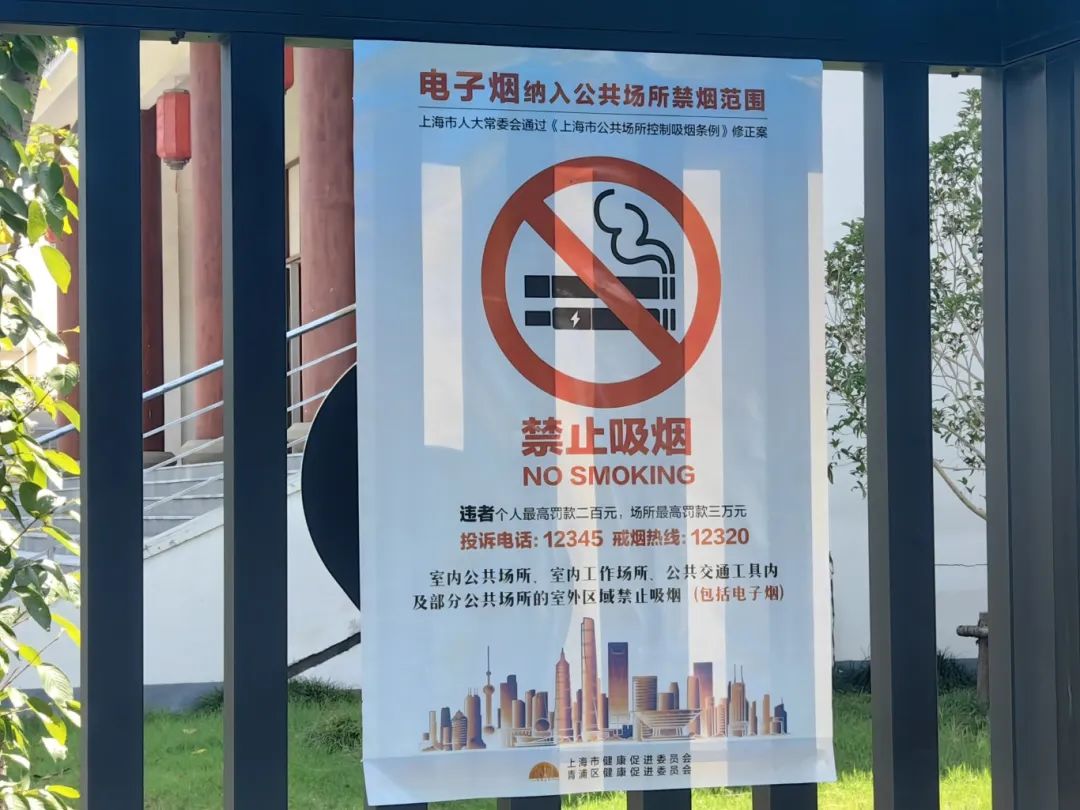 电子烟纳入公共场所禁烟范围
上海市人大常委会通过《上海市公共场所控制吸烟条例》修正案
禁止吸烟
NO SMOKING
违者个人最高罚款二百元，场所最高罚款三万元
投诉电话：12345 戒烟热线：12320
室内公共场所、室内工作场所、公共交通工具内
及部分公共场所的室外区域禁止吸烟（包括电子烟）
上海市健康促进委员会
青浦区健康促进委员会